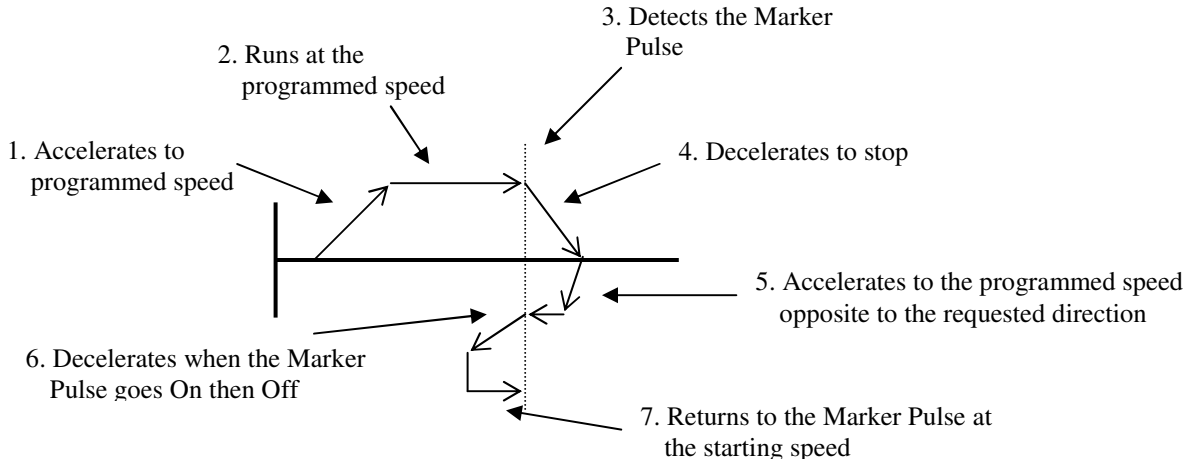 3. Detects the Marker
Pulse
2. Runs at the
programmed speed
1. Accelerates to
programmed speed
4. Decelerates to stop
5. Accelerates to the programmed speed
opposite to the requested direction
6. Decelerates when the Marker
Pulse goes On then Off
7. Returns to the Marker Pulse at
the starting speed